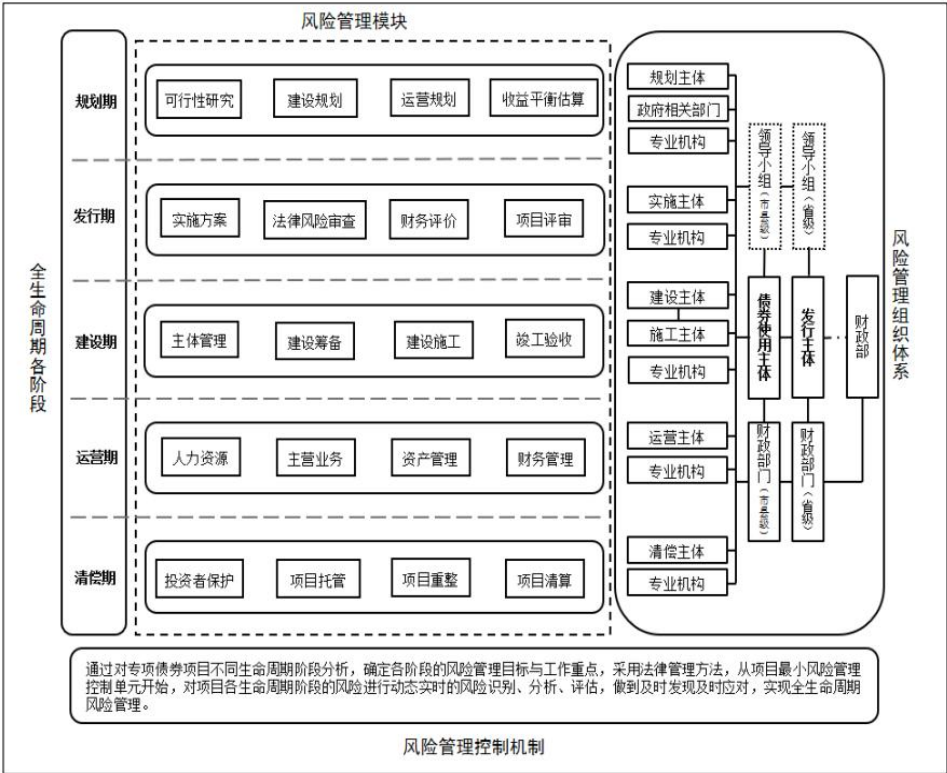 风险管理模块
全生命周期各阶段
规划期
可行性研究
建设规划
运营规划
收益平衡估算
发行期
实施方案
法律风险审查
财务评价
项目评审
建设期
主体管理
建设筹备
建设施工
竣工验收
运营期
人力资源
主营业务
资产管理
财务管理
清偿期
投资者保护
项目托管
项目重整
项目清算
规划主体
政府相关部门
专业机构
实施主体
专业机构
建设主体
施工主体
专业机构
运营主体
专业机构
清偿主体
专业机构
领导小组（市县级）
领导小组（省级）
债券使用主体
发行主体
财政部
财政部门（市县级）
财政部门（省级）
风险管理组织体系
通过对专项债券项目不同生命周期阶段分析，确定各阶段的风险管理目标与工作重点，采用法律管理方法，从项目最小风险管理
控制单元开始，对项目各生命周期阶段的风险进行动态实时的风险识别、分析、评估，做到及时发现及时应对，实现全生命周期
风险管理。
风险管理控制机制